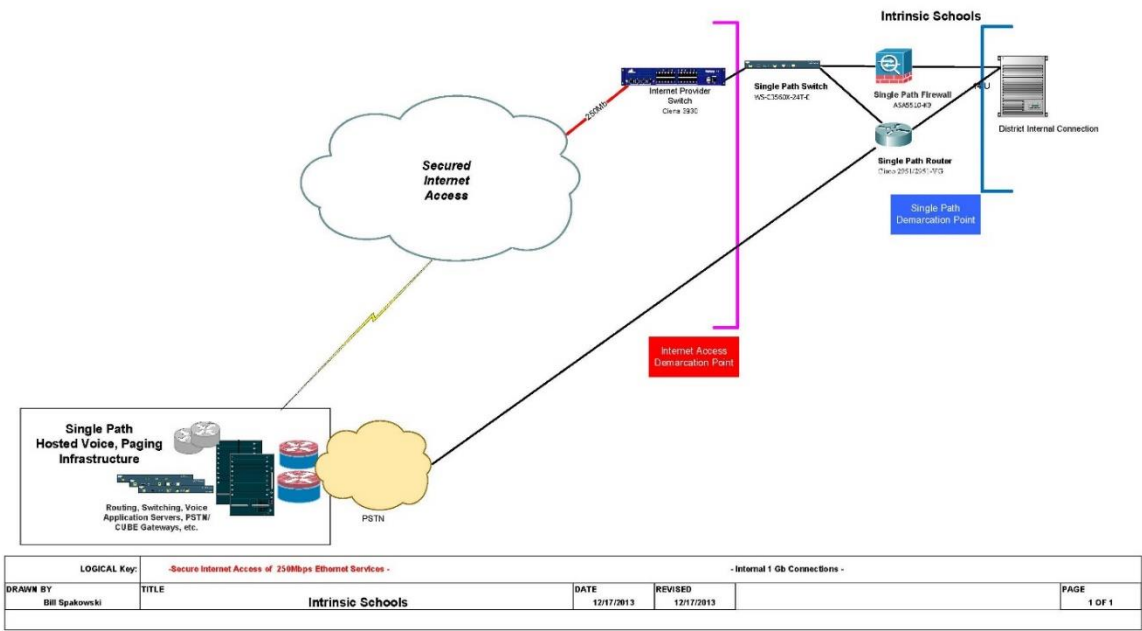 Intrinsic Schools
Internet Provider
Switch
Ciena 3930
250Mb
Single Path Switch
WS-C3560X-24T-E
Single Path Firewall
ASA5510-K9
District Internal Connection
Single Path Router
Cisco 2951/2951-VG
Single Path
Demarcation Point
Secured
Internet
Access
Internet Access
Demarcation Point
Single Path
Hosted Voice, Paging
Infrastructure
Routing, Switching, Voice
Application Servers, PSTN/
CUBE Gateways, etc.
PSTN
LOGICAL Key:
-Secure Internet Access of 250Mbps Ethernet Services -
- Internal 1 Gb Connections -
DRAWN BY
Bill Spakowski
TITLE
Intrinsic Schools
DATE
12/17/2013
REVISED
12/17/2013
PAGE
1 OF 1